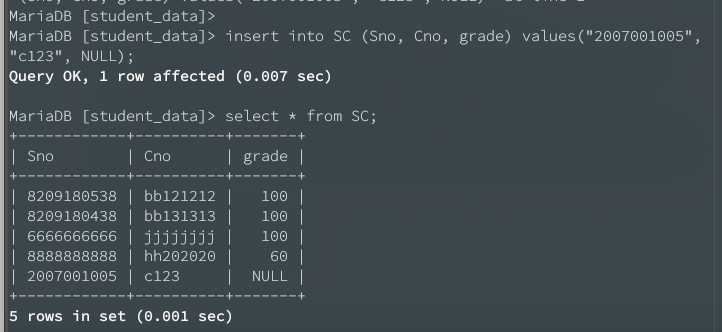 MariaDB [student_data]>
MariaDB [student_data]> insert into SC (Sno, Cno, grade) values("2007001005",
"c123", NULL);
Query OK, 1 row affected (0.007 sec)
MariaDB [student_data]> select * from SC;
+------------+----------+-------+
| Sno        | Cno      | grade |
+------------+----------+-------+
| 8209180538 | bb121212 |   100 |
| 8209180438 | bb131313 |   100 |
| 6666666666 | jjjjjjjj |   100 |
| 8888888888 | hh202020 |    60 |
| 2007001005 | c123     |  NULL |
+------------+----------+-------+
5 rows in set (0.001 sec)